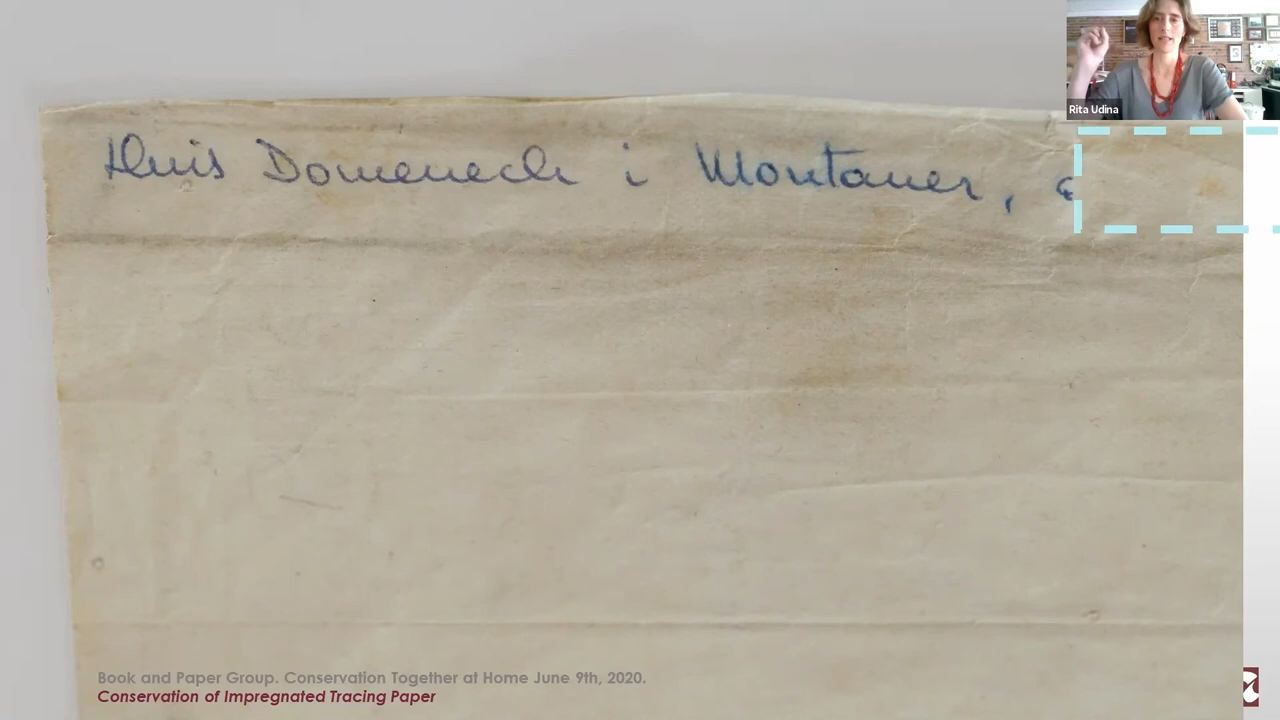 Rita Udina
Lluis Domenech i Montaner,
Book and Paper Group. Conservation Together at Home June 9th, 2020.
Conservation of Impregnated Tracing Paper